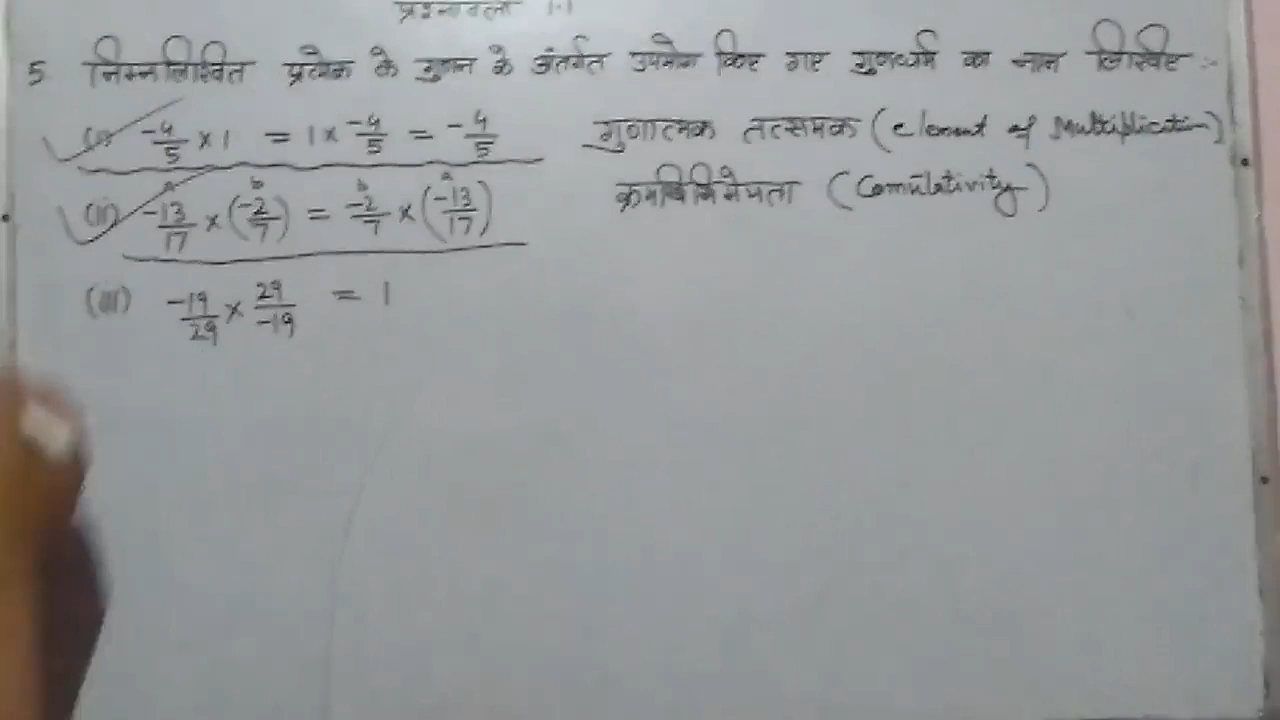 प्रश्नावली 1.1
5 निम्नलिखित प्रत्येक के गुणन के अंतर्गत उपयोग किए गए गुणधर्म का नाम लिखिए :-
(i) -4/5 × 1 = 1 × -4/5 = -4/5 गुणात्मक तत्समक (element of Multiplication)
(ii) -13/17 × (-2/7) = -2/7 × (-13/17) क्रमविनिमेयता (Comulativity)
a b b a
(iii) -19/29 × 29/-19 = 1